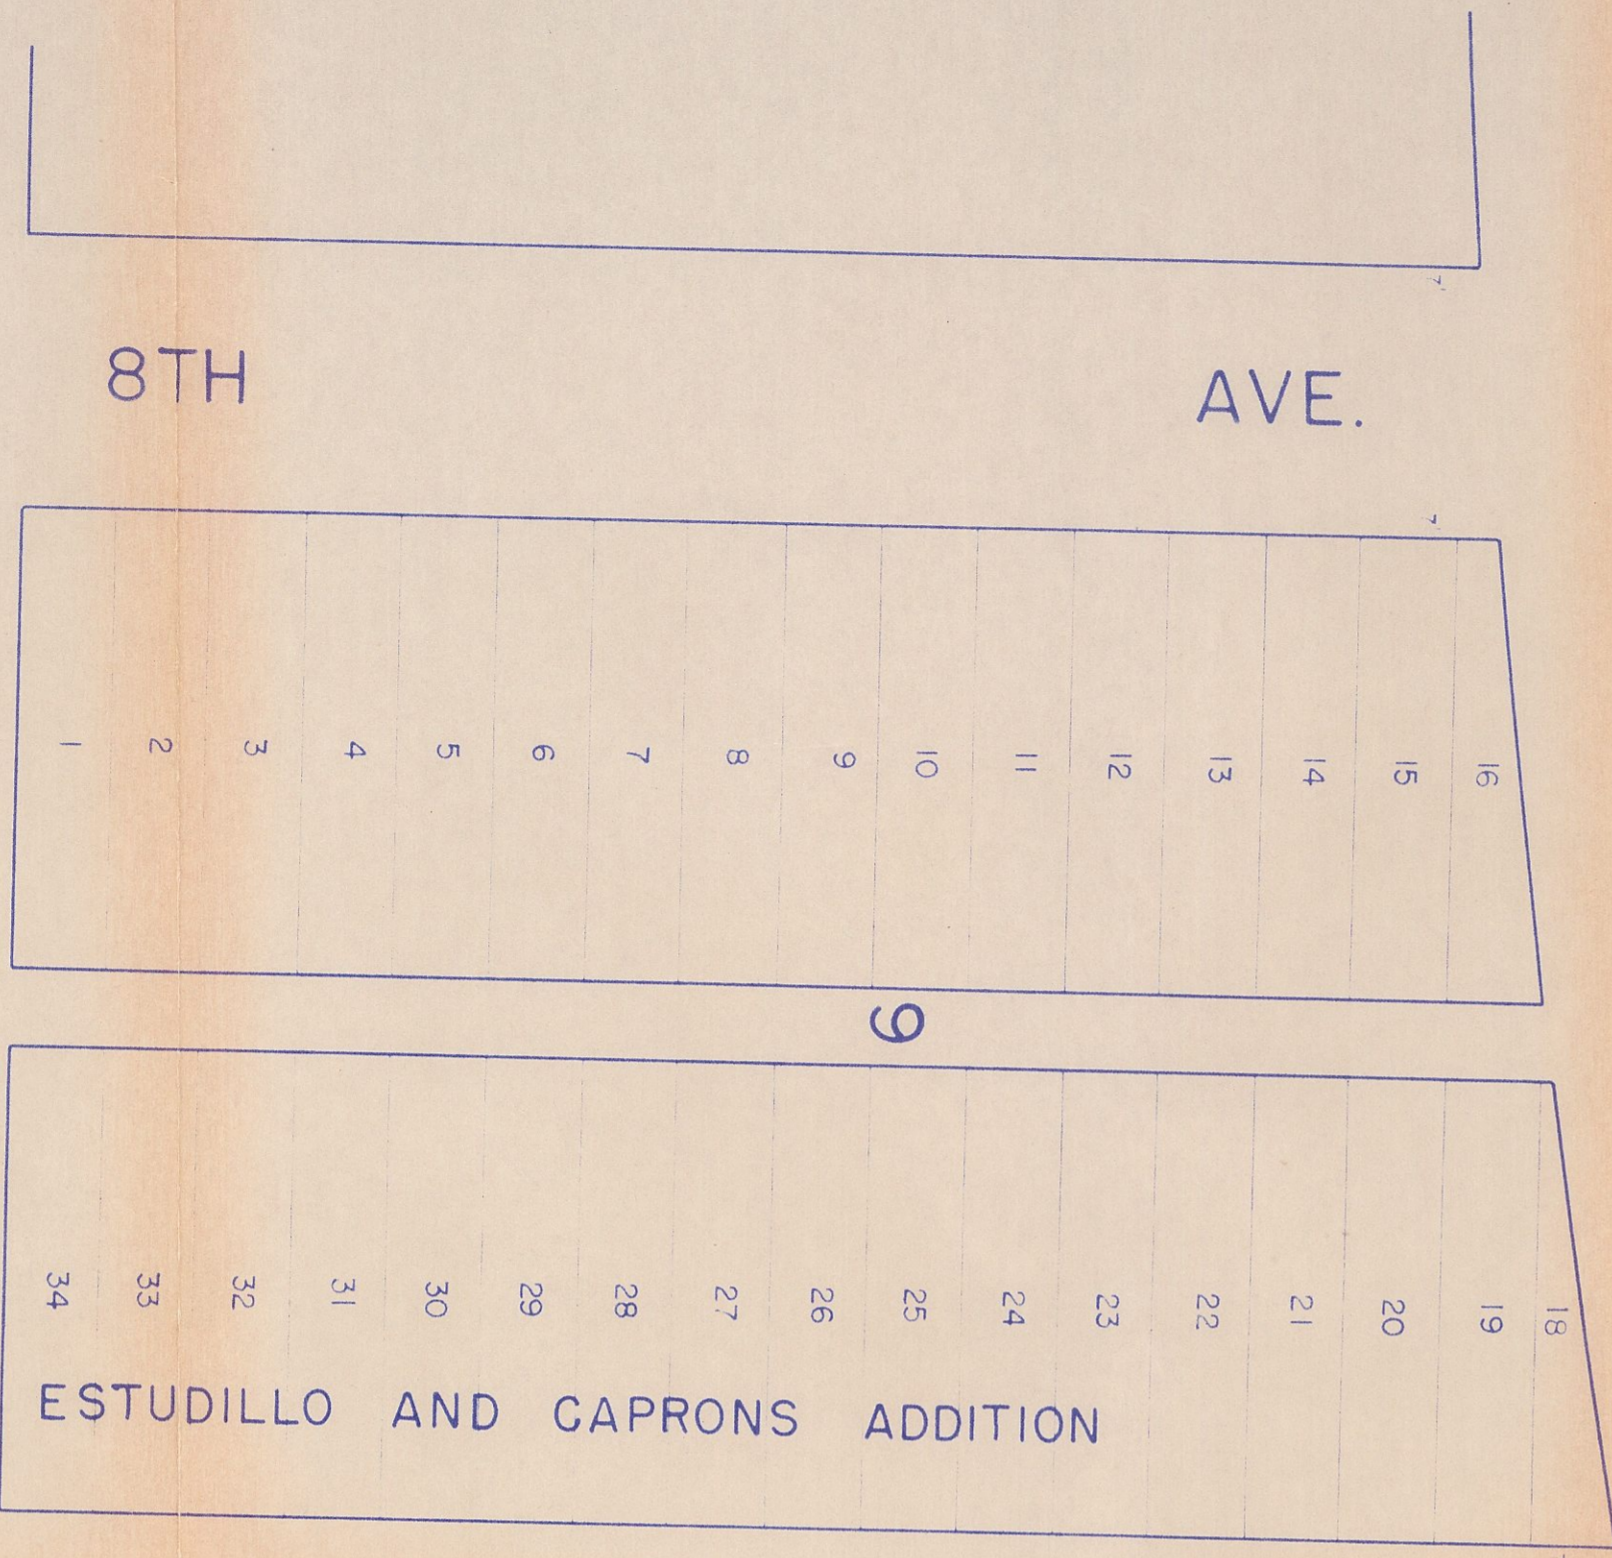 8TH AVE.
1 2 3 4 5 6 7 8 9 10 11 12 13 14 15 16
9
34 33 32 31 30 29 28 27 26 25 24 23 22 21 20 19 18
ESTUDILLO AND CAPRONS ADDITION